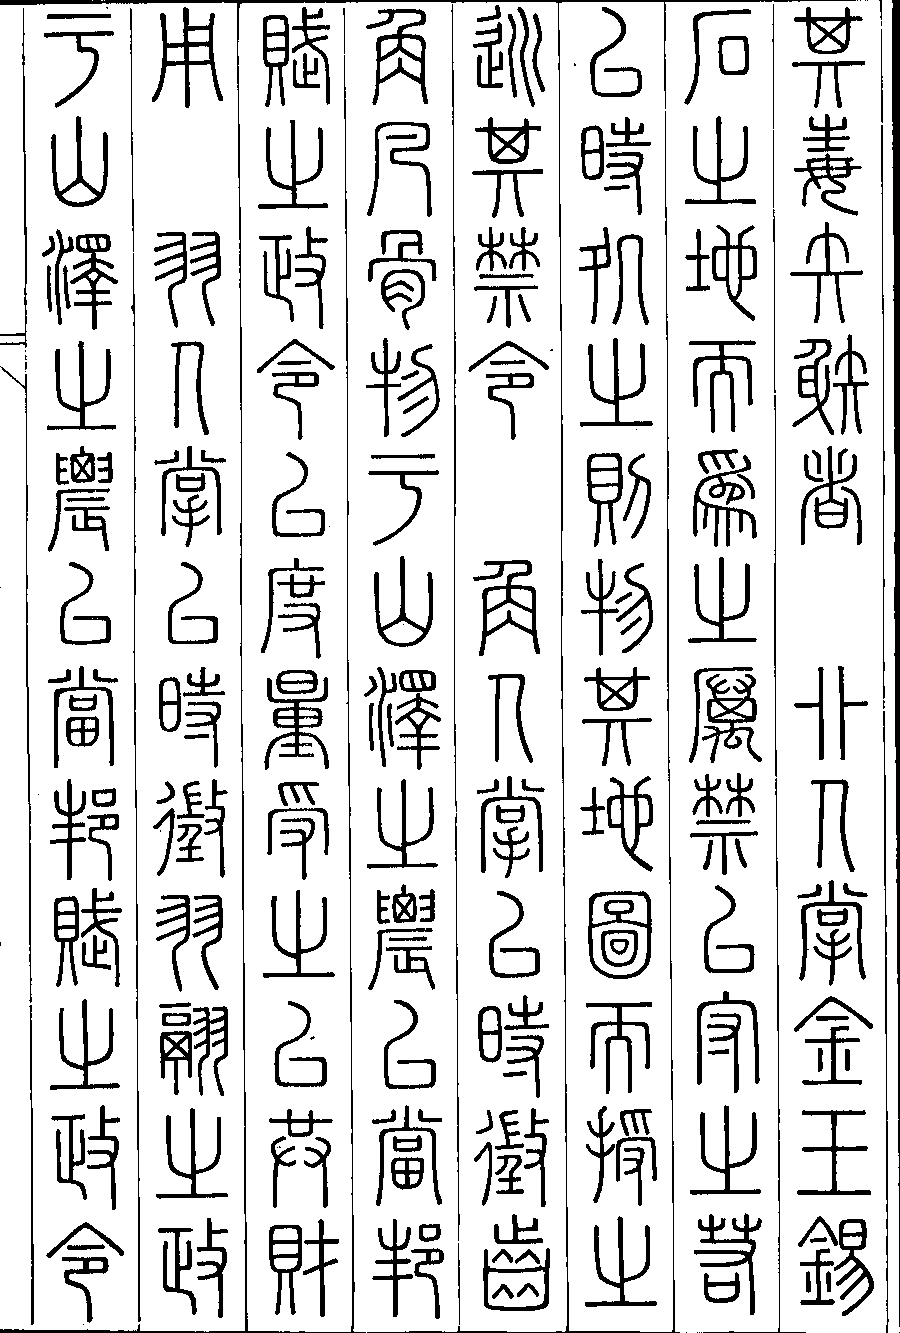 其毒矢射者　卝人掌金玉錫
石之地而爲之厲禁以守之若
以時取之則物其地圖而授之
巡其禁令　角人掌以時徵齒
角凡骨物于山澤之農以當邦
賦之政令以度量受之以共財
用　羽人掌以時徵羽翮之政
于山澤之農以當邦賦之政令